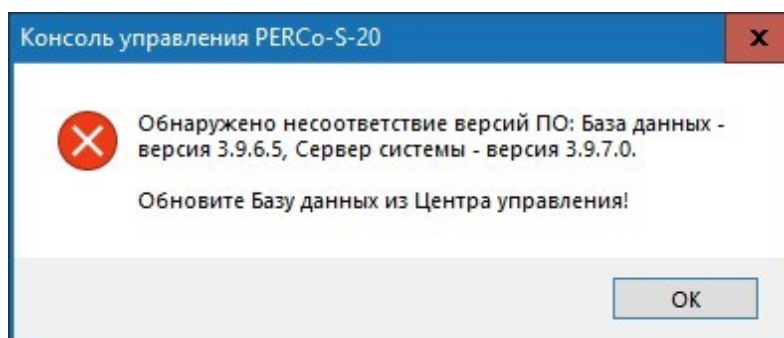 Консоль управления PERCo-S-20
x
Обнаружено несоответствие версий ПО: База данных -
версия 3.9.6.5, Сервер системы - версия 3.9.7.0.
Обновите Базу данных из Центра управления!
OK